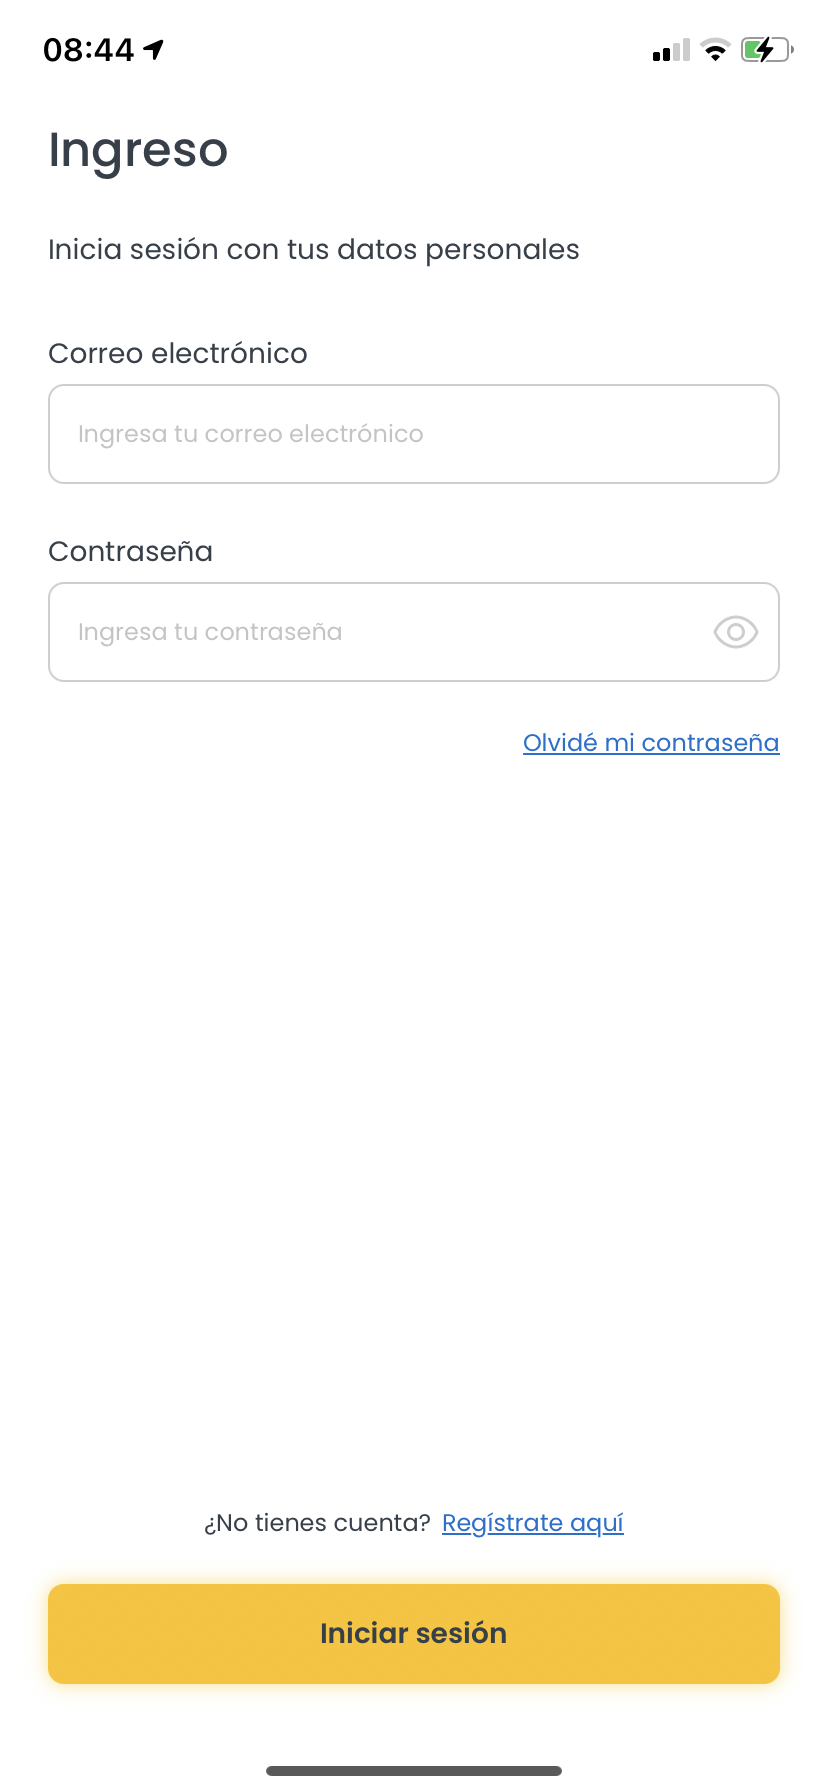 08:44
Ingreso
Inicia sesión con tus datos personales
Correo electrónico
Ingresa tu correo electrónico
Contraseña
Ingresa tu contraseña
Olvidé mi contraseña
¿No tienes cuenta? Regístrate aquí
Iniciar sesión